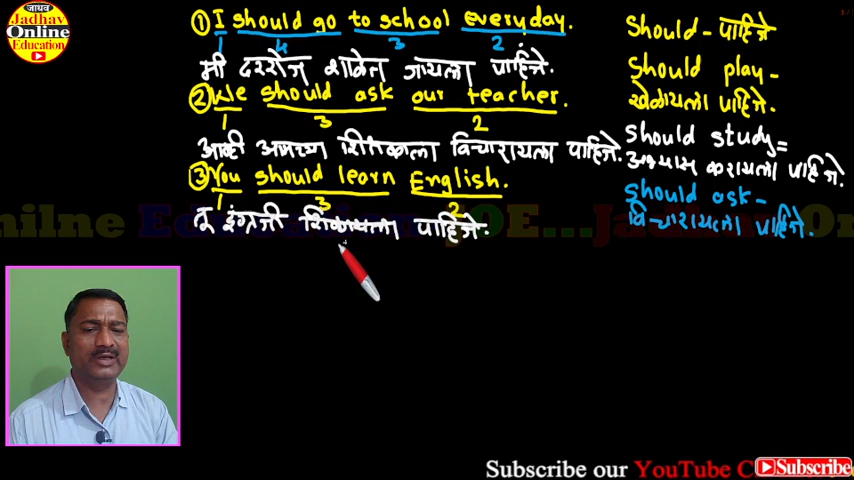 जाधव
Jadhav
Online
Education
① I should go to school everyday.
1 4 3 2
मी दररोज शाळेत जायला पाहिजे.
② We should ask our teacher.
1 3 2
आम्ही आमच्या शिक्षकाला विचारायला पाहिजे.
③ You should learn English.
1 3 2
तू इंग्रजी शिकायला पाहिजे.
Should - पाहिजे
should play -
खेळायला पाहिजे.
should study =
अभ्यास करायला पाहिजे.
should ask -
विचारायला पाहिजे.
Subscribe our YouTube C
Subscribe